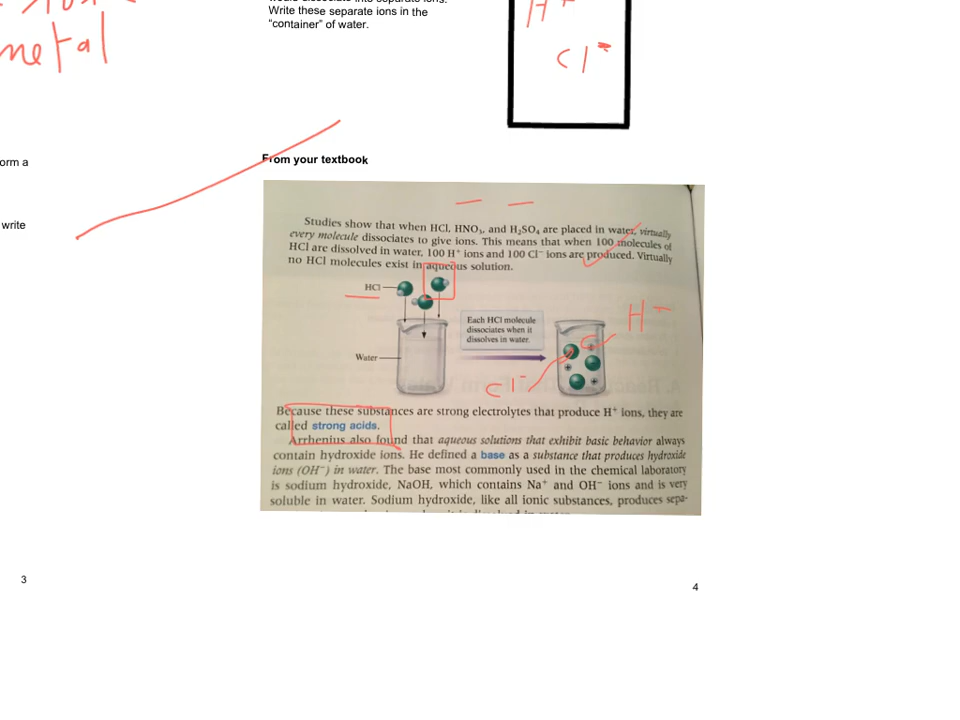 Write these separate ions in the
"container" of water.
H+
Cl-
metal
orm a
write
From your textbook
Studies show that when HCl, HNO₃, and H₂SO₄ are placed in water, virtually
every molecule dissociates to give ions. This means that when 100 molecules of
HCl are dissolved in water, 100 H⁺ ions and 100 Cl⁻ ions are produced. Virtually
no HCl molecules exist in aqueous solution.
HCl
Each HCl molecule
dissociates when it
dissolves in water.
H
Water
Cl-
Because these substances are strong electrolytes that produce H⁺ ions, they are
called strong acids.
Arrhenius also found that aqueous solutions that exhibit basic behavior always
contain hydroxide ions. He defined a base as a substance that produces hydroxide
ions (OH⁻) in water. The base most commonly used in the chemical laboratory
is sodium hydroxide, NaOH, which contains Na⁺ and OH⁻ ions and is very
soluble in water. Sodium hydroxide, like all ionic substances, produces sepa-
3
4